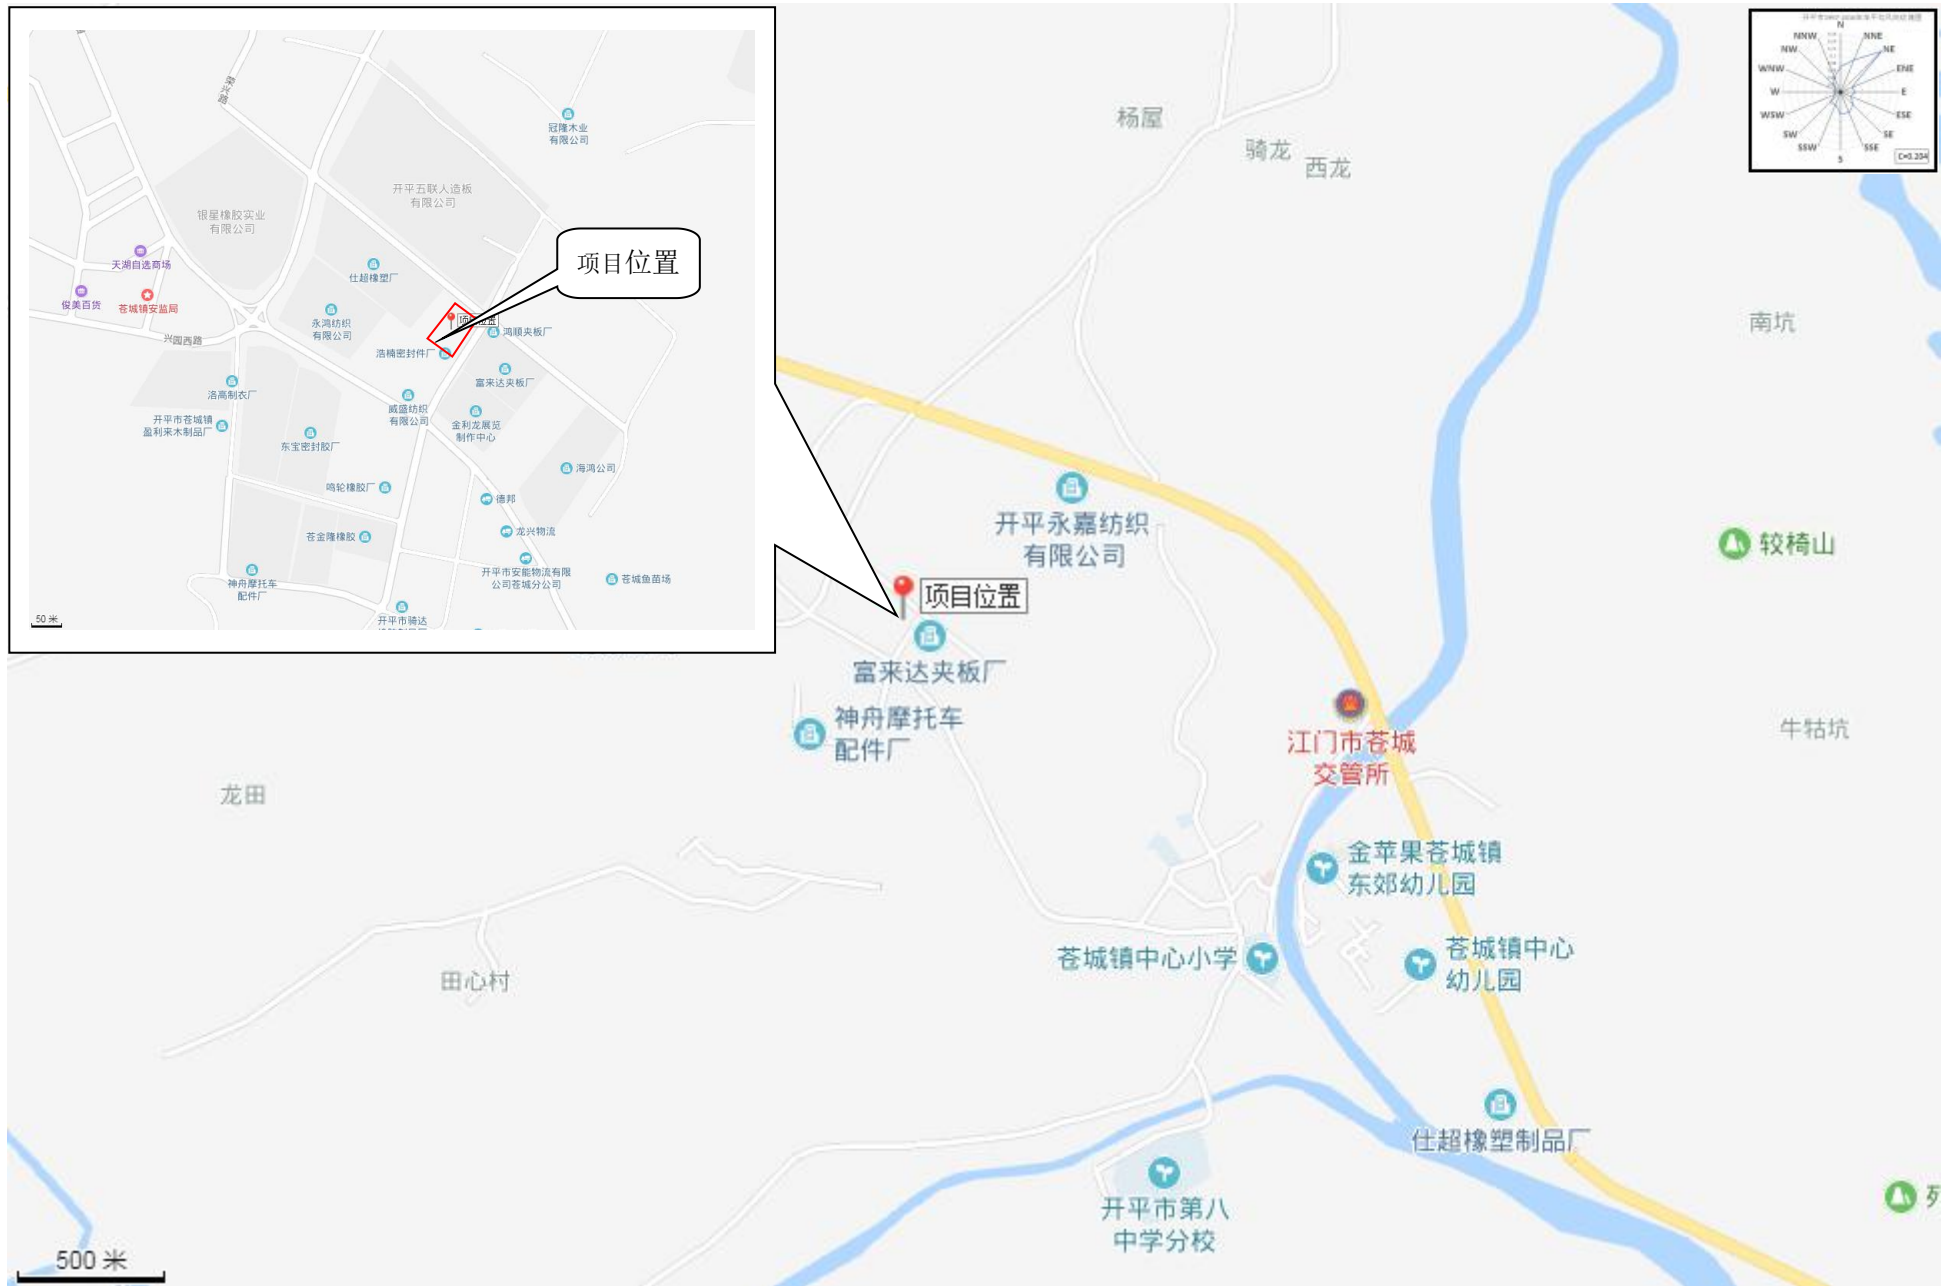 冠隆木业
有限公司
开平五联人造板
有限公司
银星橡胶实业
有限公司
天湖自选商场
俊美百货
苍城镇安监局
兴园西路
仕超橡塑厂
永鸿纺织
有限公司
项目位置
鸿顺夹板厂
浩楠密封件厂
富来达夹板厂
洛高制衣厂
威盛纺织
有限公司
金利龙展览
制作中心
开平市苍城镇
盈利来木制品厂
东宝密封胶厂
海鸿公司
鸣轮橡胶厂
德邦
苍金隆橡胶
龙兴物流
神舟摩托车
配件厂
开平市安能物流有限
公司苍城分公司
苍城鱼苗场
开平市骑达
50 米
项目位置
N
NNE
NE
ENE
E
ESE
SE
SSE
S
SSW
SW
WSW
W
WNW
NW
NNW
C=0.204
杨屋
骑龙
西龙
南坑
开平永嘉纺织
有限公司
较椅山
项目位置
富来达夹板厂
神舟摩托车
配件厂
江门市苍城
交管所
牛牯坑
龙田
金苹果苍城镇
东郊幼儿园
苍城镇中心小学
苍城镇中心
幼儿园
田心村
仕超橡塑制品厂
开平市第八
中学分校
500 米